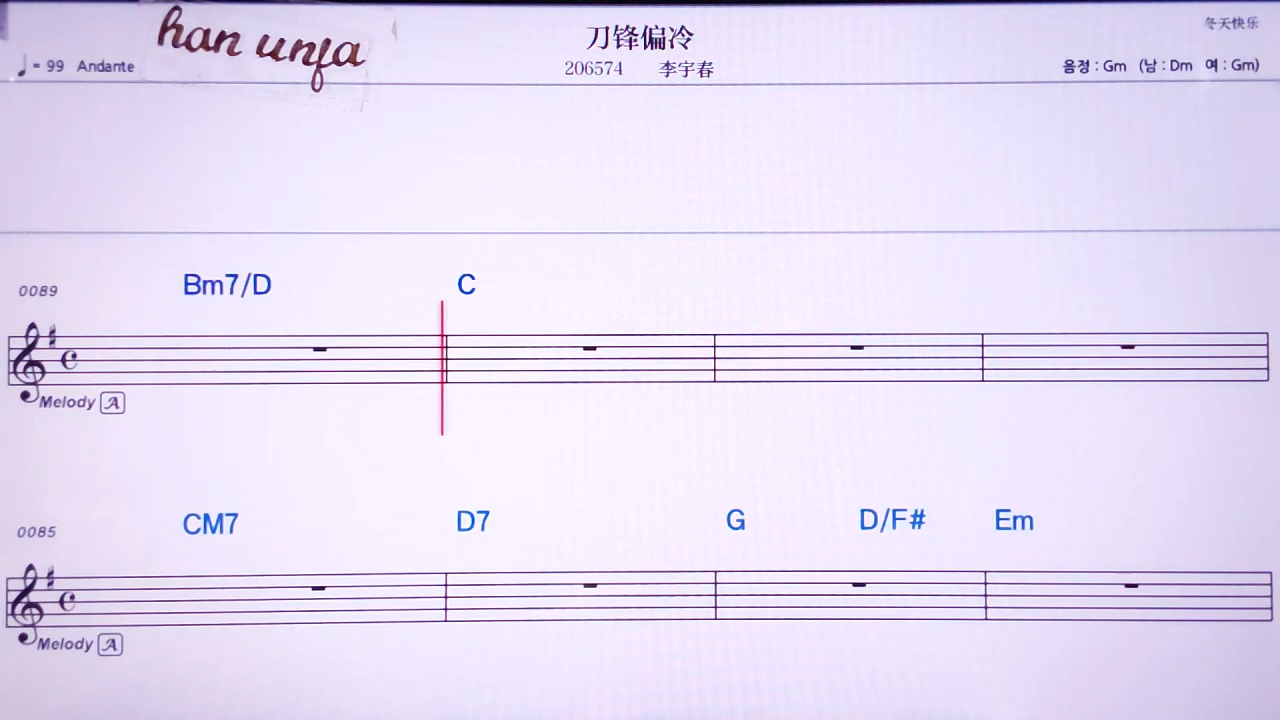 han unfa
刀锋偏冷
冬天快乐
♩ = 99 Andante
206574 李宇春
음정 : Gm (남 : Dm 여 : Gm)
0089 Bm7/D C
Melody A
0085 CM7 D7 G D/F# Em
Melody A